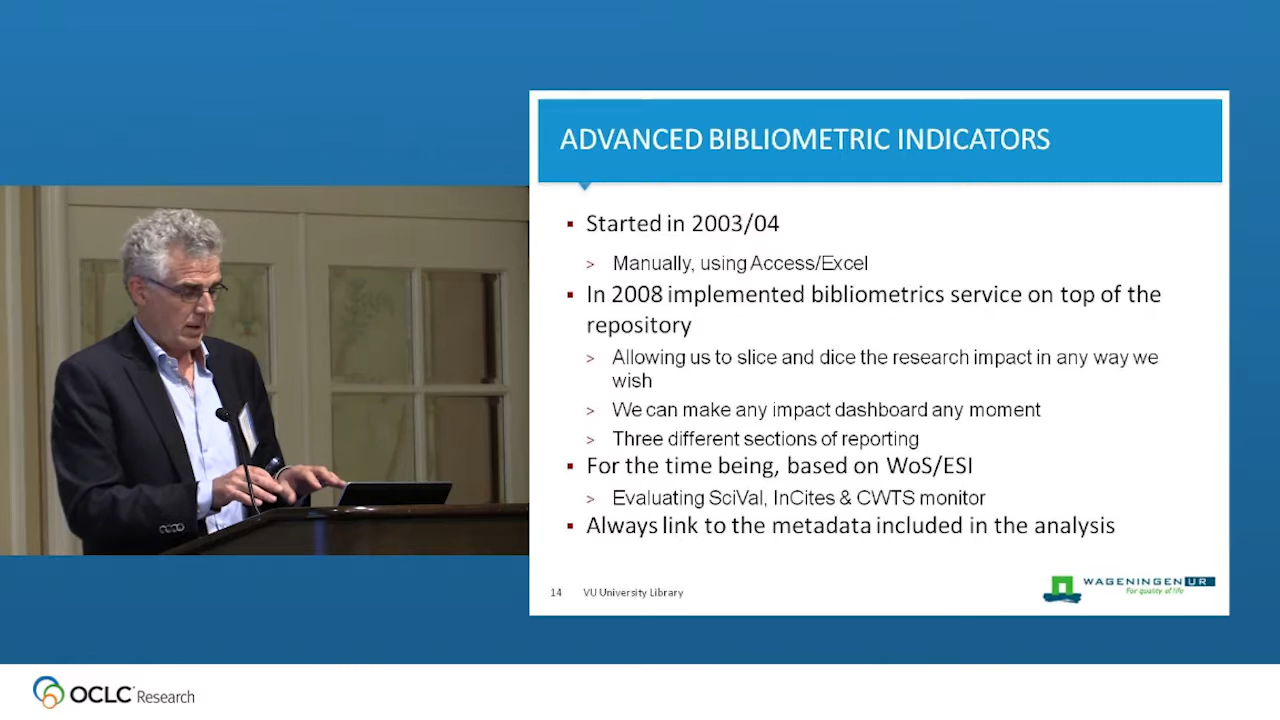 ADVANCED BIBLIOMETRIC INDICATORS
▪ Started in 2003/04
> Manually, using Access/Excel
▪ In 2008 implemented bibliometrics service on top of the
repository
> Allowing us to slice and dice the research impact in any way we
wish
> We can make any impact dashboard any moment
> Three different sections of reporting
▪ For the time being, based on WoS/ESI
> Evaluating SciVal, InCites & CWTS monitor
▪ Always link to the metadata included in the analysis
14 VU University Library
WAGENINGEN UR
For quality of life
OCLC Research